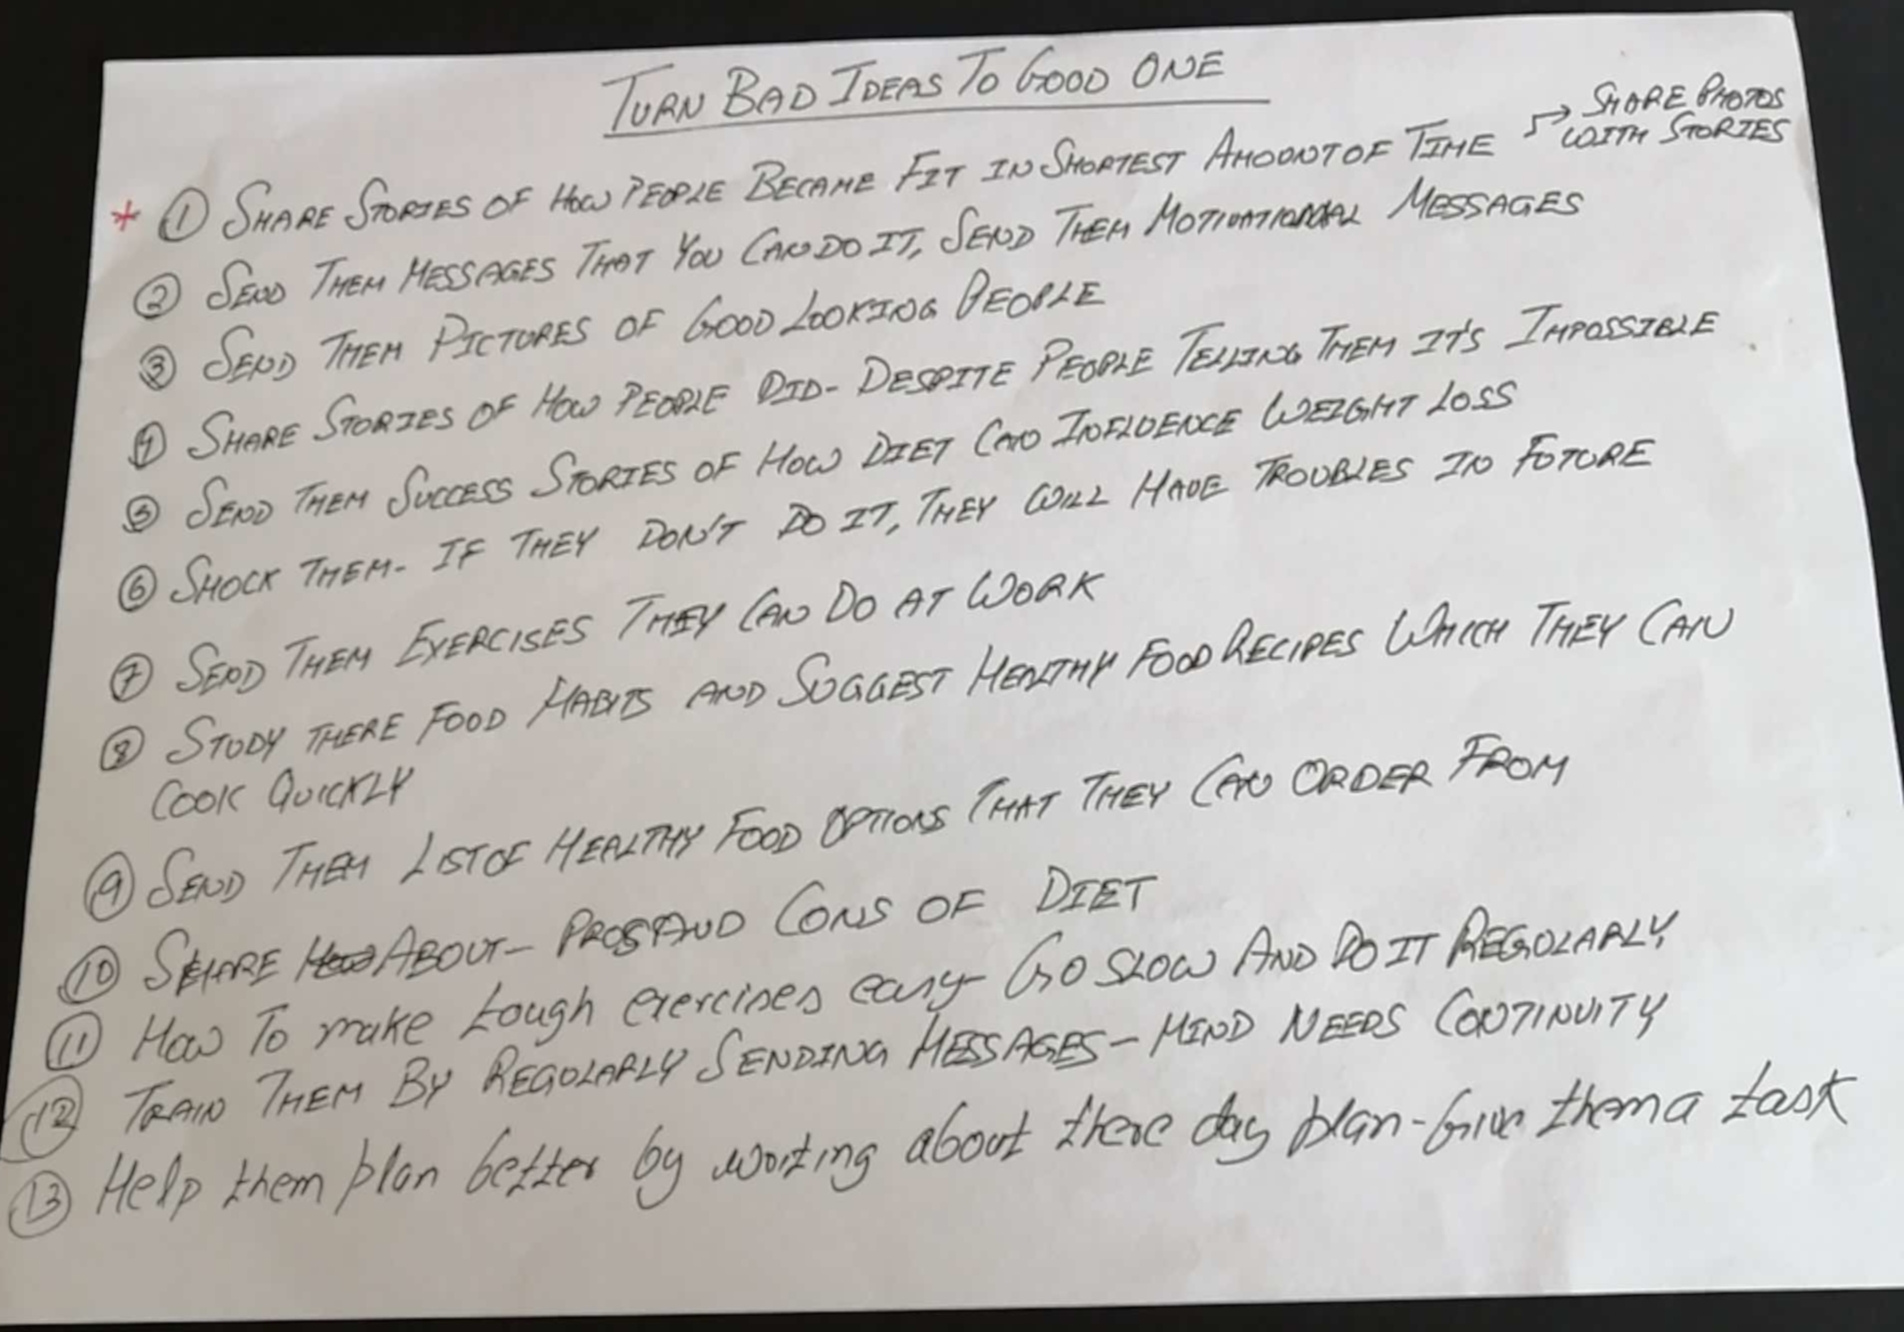 TURN BAD IDEAS TO GOOD ONE
* ① SHARE STORIES OF HOW PEOPLE BECAME FIT IN SHORTEST AMOUNT OF TIME → SHARE PHOTOS
WITH STORIES
② SEND THEM MESSAGES THAT YOU CAN DO IT, SEND THEM MOTIVATIONAL MESSAGES
③ SEND THEM PICTURES OF GOOD LOOKING PEOPLE
④ SHARE STORIES OF HOW PEOPLE DID- DESPITE PEOPLE TELLING THEM IT'S IMPOSSIBLE
⑤ SEND THEM SUCCESS STORIES OF HOW DIET CAN INFLUENCE WEIGHT LOSS
⑥ SHOCK THEM- IF THEY DON'T DO IT, THEY WILL HAVE TROUBLES IN FUTURE
⑦ SEND THEM EXERCISES THEY CAN DO AT WORK
⑧ STUDY THERE FOOD HABITS AND SUGGEST HEALTHY FOOD RECIPES WHICH THEY CAN
COOK QUICKLY
⑨ SEND THEM LIST OF HEALTHY FOOD OPTIONS THAT THEY CAN ORDER FROM
⑩ SHARE HOW ABOUT- PROS AND CONS OF DIET
⑪ HOW TO make tough exercises easy- GO SLOW AND DO IT REGULARLY
⑫ TRAIN THEM BY REGULARLY SENDING MESSAGES- MIND NEEDS CONTINUITY
⑬ Help them plan better by writing about there day plan- Give them a task